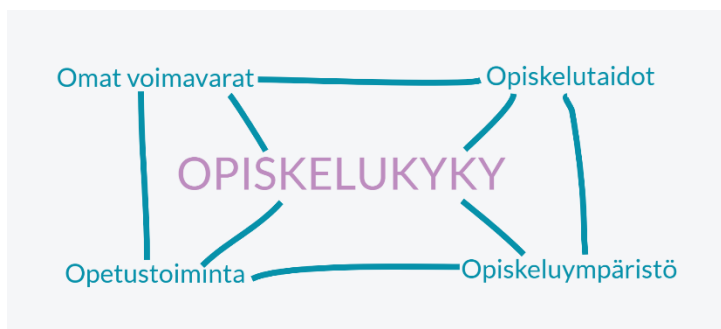 Omat voimavarat
Opiskelutaidot
OPISKELUKYKY
Opetustoiminta
Opiskeluympäristö